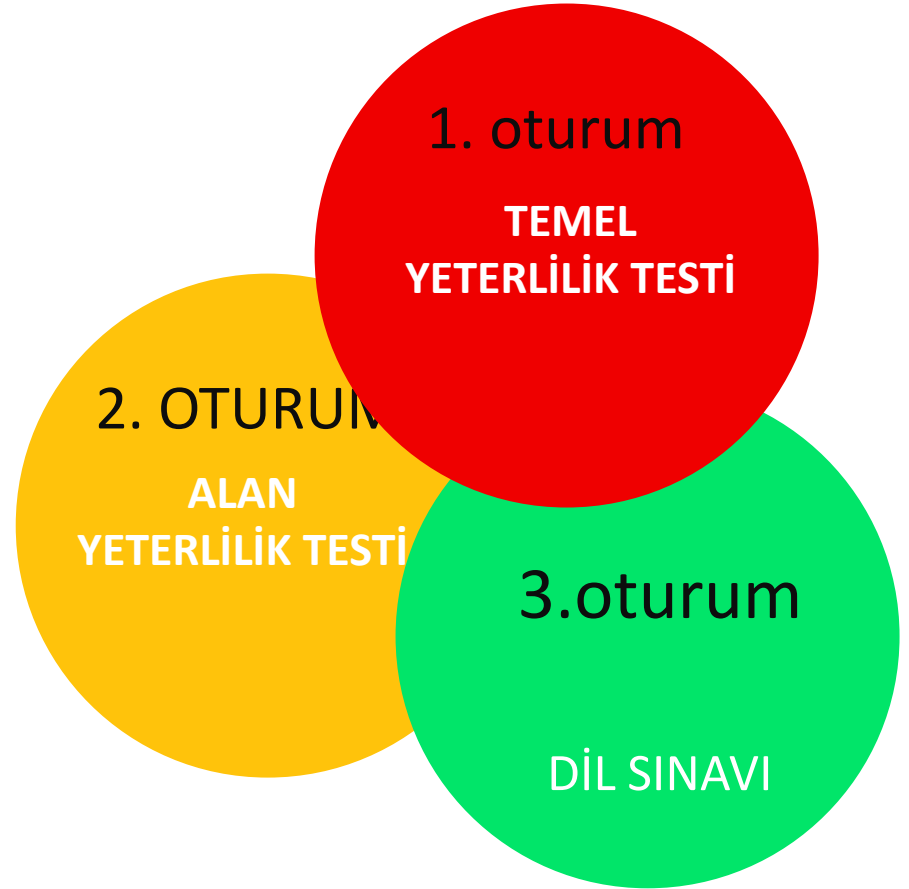 1. oturum
TEMEL
YETERLİLİK TESTİ
2. OTURUM
ALAN
YETERLİLİK TESTİ
3.oturum
DİL SINAVI